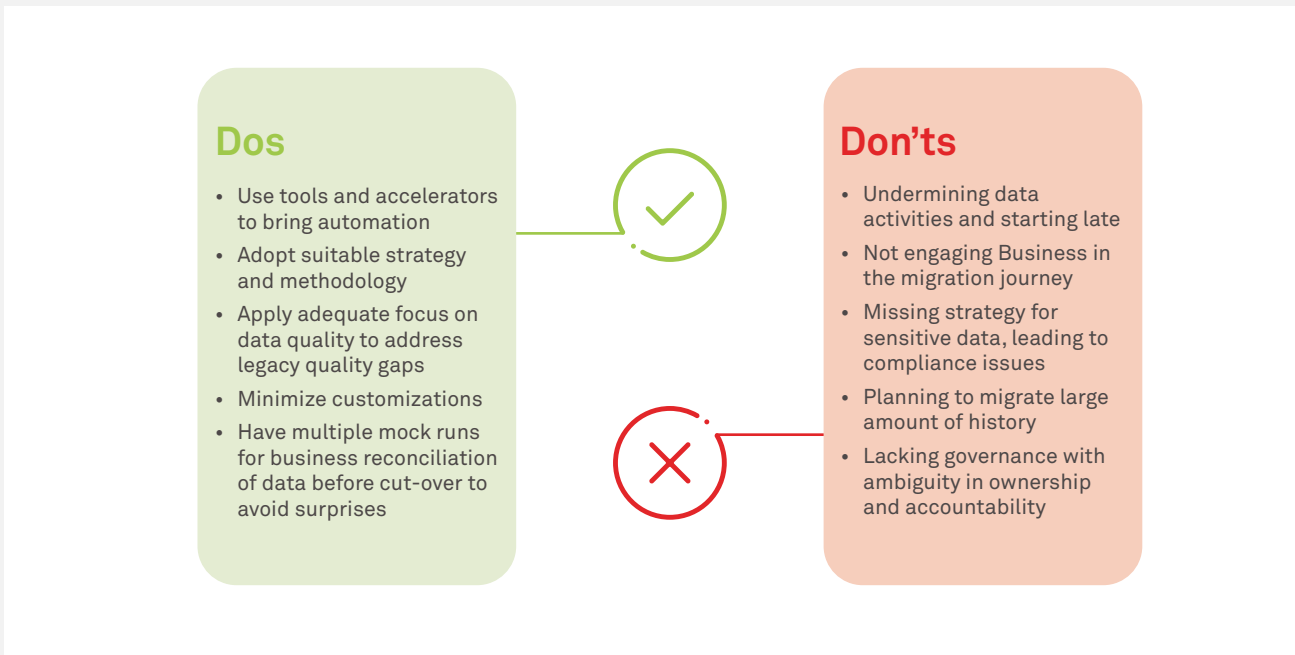 Dos
• Use tools and accelerators
to bring automation
• Adopt suitable strategy
and methodology
• Apply adequate focus on
data quality to address
legacy quality gaps
• Minimize customizations
• Have multiple mock runs
for business reconciliation
of data before cut-over to
avoid surprises
Don’ts
• Undermining data
activities and starting late
• Not engaging Business in
the migration journey
• Missing strategy for
sensitive data, leading to
compliance issues
• Planning to migrate large
amount of history
• Lacking governance with
ambiguity in ownership
and accountability